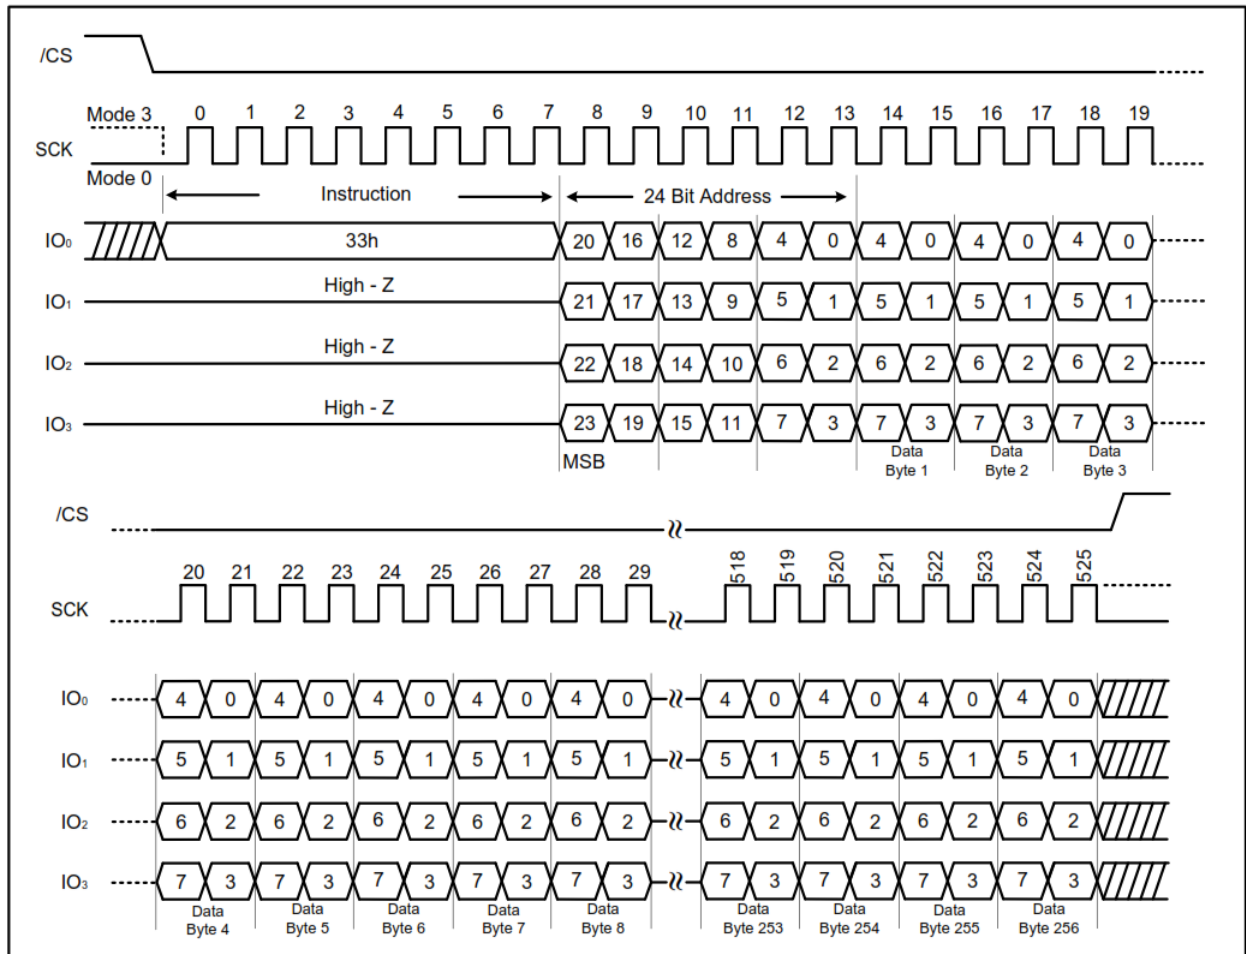 /CS
Mode 3 0 1 2 3 4 5 6 7 8 9 10 11 12 13 14 15 16 17 18 19
SCK
Mode 0
Instruction 24 Bit Address
IO₀ 33h 20 16 12 8 4 0 4 0 4 0 4 0
IO₁ High - Z 21 17 13 9 5 1 5 1 5 1 5 1
IO₂ High - Z 22 18 14 10 6 2 6 2 6 2 6 2
IO₃ High - Z 23 19 15 11 7 3 7 3 7 3 7 3
MSB Data Data Data
Byte 1 Byte 2 Byte 3
/CS
20 21 22 23 24 25 26 27 28 29 518 519 520 521 522 523 524 525
SCK
IO₀ 4 0 4 0 4 0 4 0 4 0 4 0 4 0 4 0 4 0
IO₁ 5 1 5 1 5 1 5 1 5 1 5 1 5 1 5 1 5 1
IO₂ 6 2 6 2 6 2 6 2 6 2 6 2 6 2 6 2 6 2
IO₃ 7 3 7 3 7 3 7 3 7 3 7 3 7 3 7 3 7 3
Data Data Data Data Data Data Data Data Data
Byte 4 Byte 5 Byte 6 Byte 7 Byte 8 Byte 253 Byte 254 Byte 255 Byte 256